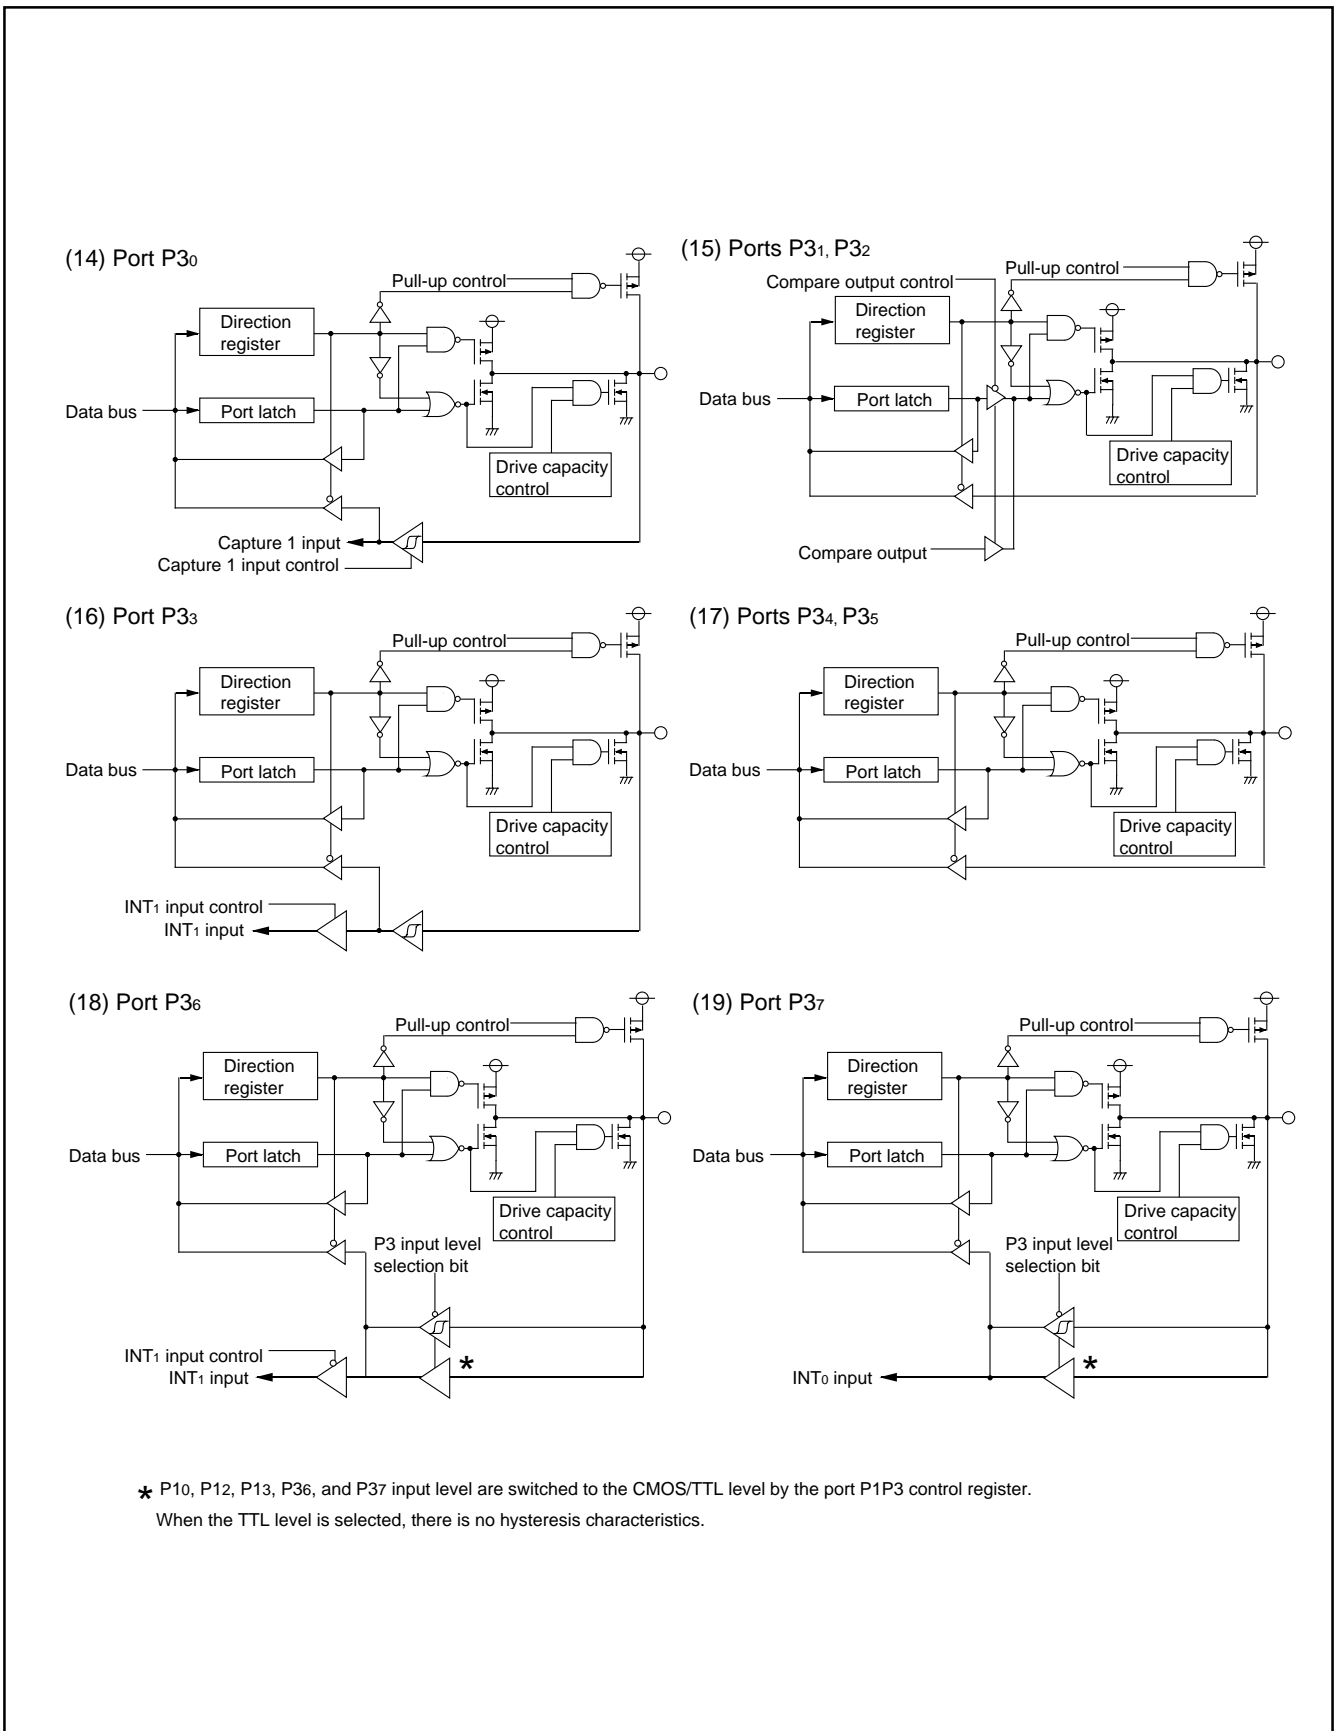 (14) Port P30
Pull-up control
Direction
register
Data bus
Port latch
Drive capacity
control
Capture 1 input
Capture 1 input control
(15) Ports P31, P32
Pull-up control
Compare output control
Direction
register
Data bus
Port latch
Drive capacity
control
Compare output
(16) Port P33
Pull-up control
Direction
register
Data bus
Port latch
Drive capacity
control
INT1 input control
INT1 input
(17) Ports P34, P35
Pull-up control
Direction
register
Data bus
Port latch
Drive capacity
control
(18) Port P36
Pull-up control
Direction
register
Data bus
Port latch
Drive capacity
control
P3 input level
selection bit
INT1 input control
INT1 input
*
(19) Port P37
Pull-up control
Direction
register
Data bus
Port latch
Drive capacity
control
P3 input level
selection bit
INT0 input
*
* P10, P12, P13, P36, and P37 input level are switched to the CMOS/TTL level by the port P1P3 control register.
When the TTL level is selected, there is no hysteresis characteristics.